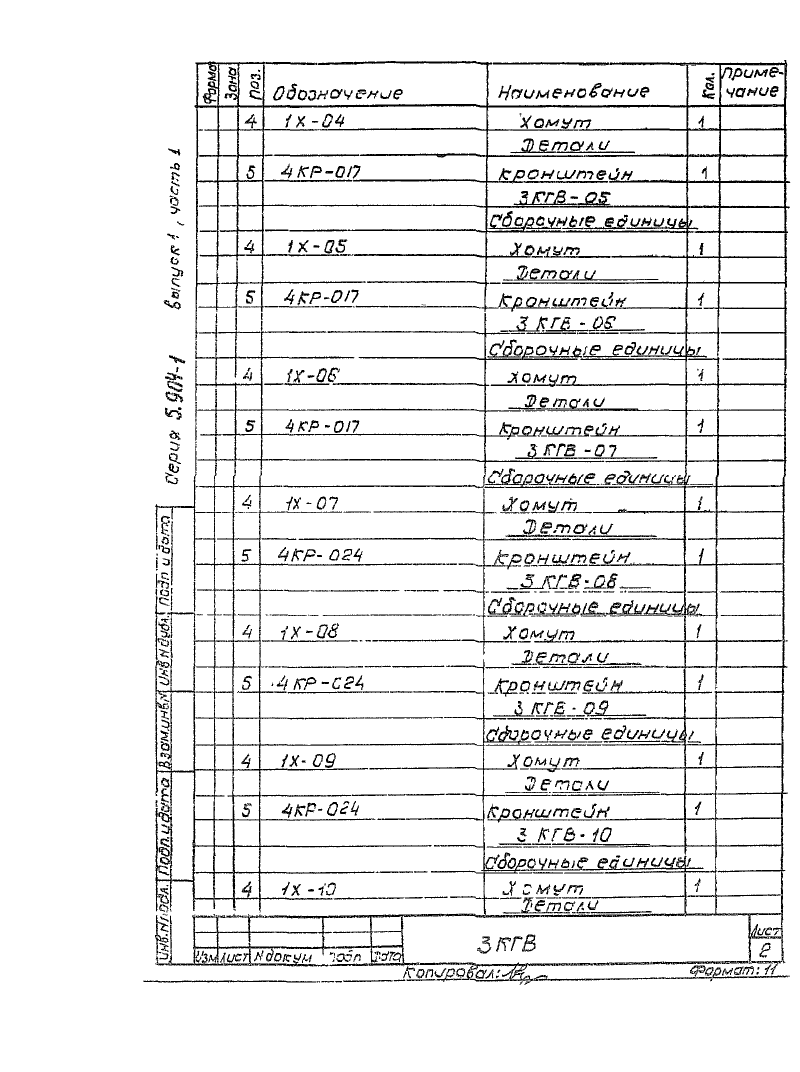 Форма Зона Поз. Обозначение Наименование Кол. Приме-
чание
4 1Х-04 Хомут 1
Детали
5 4КР-017 Кронштейн 1
3КГВ-05
Сборочные единицы
4 1Х-05 Хомут 1
Детали
5 4КР-017 Кронштейн 1
3 КГВ-06
Сборочные единицы
4 1Х-06 Хомут 1
Детали
5 4КР-017 Кронштейн 1
3 КГВ-07
Сборочные единицы
4 1Х-07 Хомут 1
Детали
5 4КР-024 Кронштейн 1
3 КГВ-08
Сборочные единицы
4 1Х-08 Хомут 1
Детали
5 4КР-024 Кронштейн 1
3 КГВ-09
Сборочные единицы
4 1Х-09 Хомут 1
Детали
5 4КР-024 Кронштейн 1
3 КГВ-10
Сборочные единицы
4 1Х-10 Хомут 1
Детали
Серия 5.904-1 выпуск 1, часть 1
Инв.N подл. Подп. и дата Взам.инв.N Инв.N дубл. Подп и дата
Изм Лист N докум Подп Дата
3КГВ
Лист
2
Копировал: Формат: 11